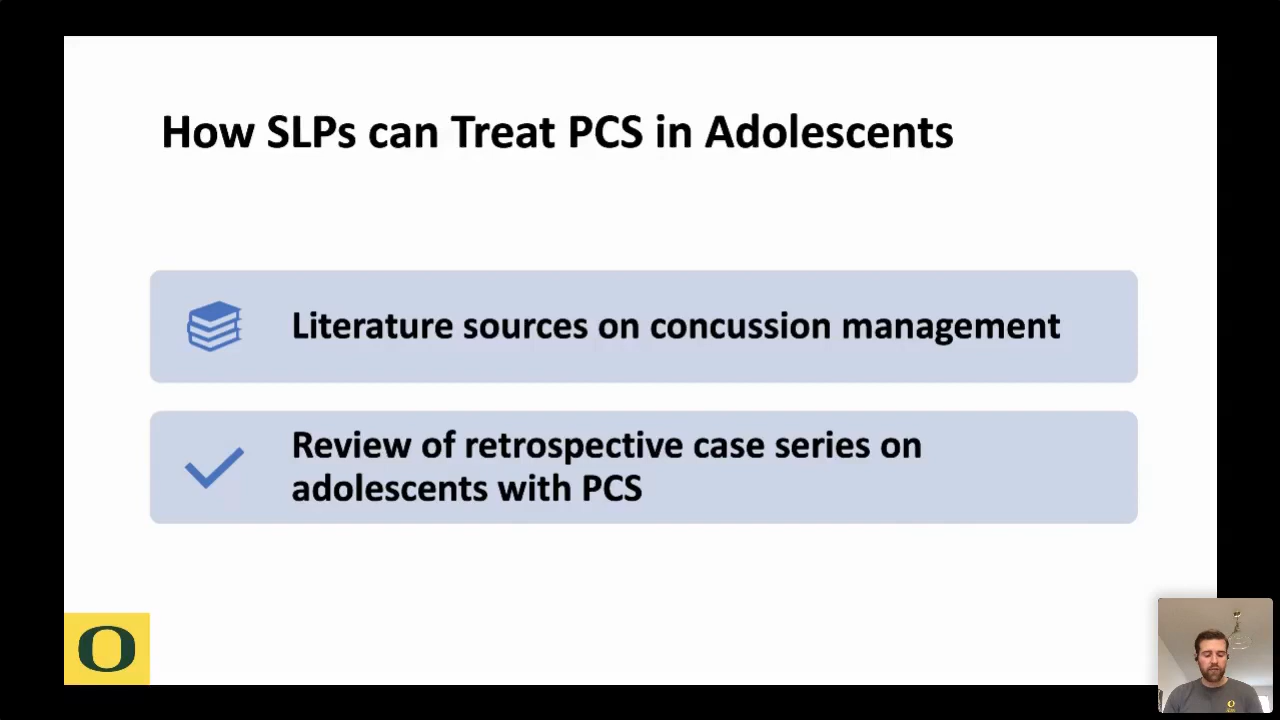 How SLPs can Treat PCS in Adolescents
Literature sources on concussion management
Review of retrospective case series on
adolescents with PCS
O